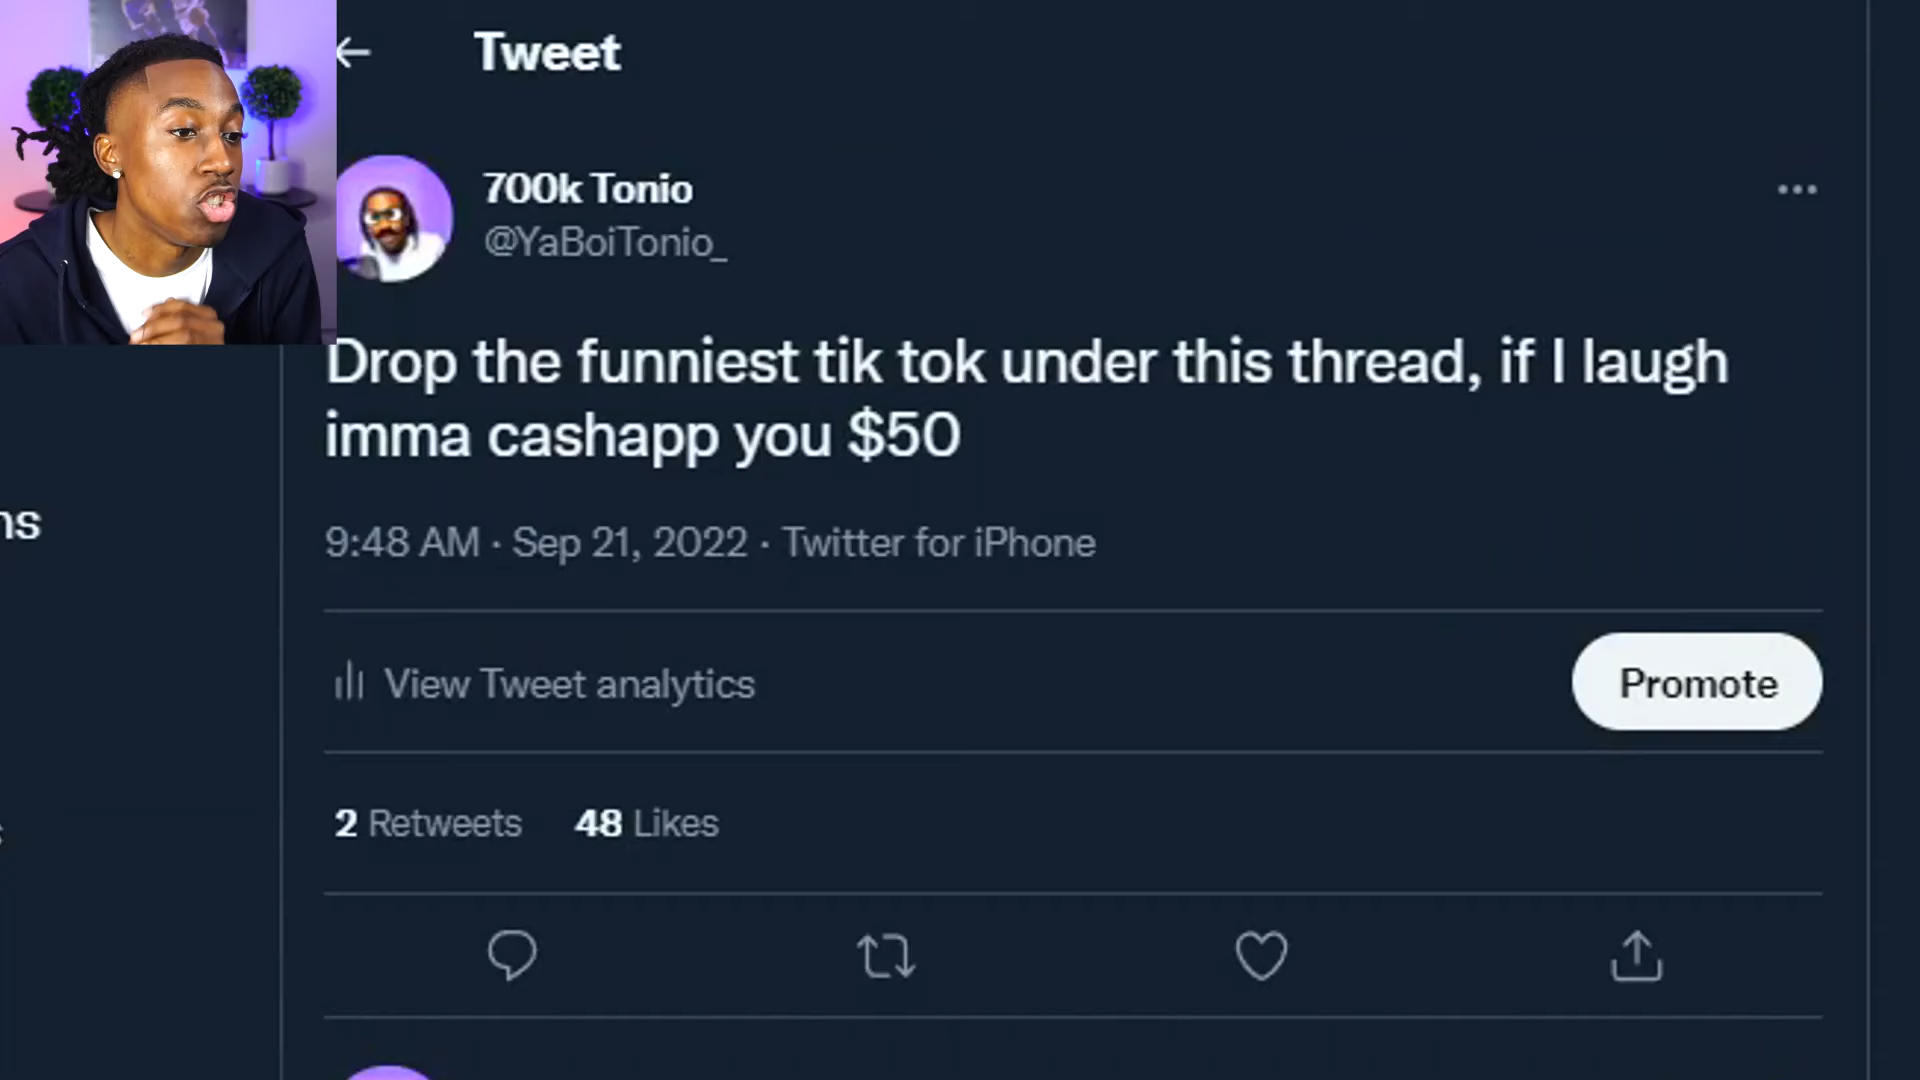 Tweet
700k Tonio
@YaBoiTonio_
Drop the funniest tik tok under this thread, if I laugh
imma cashapp you $50
9:48 AM · Sep 21, 2022 · Twitter for iPhone
ns
View Tweet analytics
Promote
2 Retweets 48 Likes